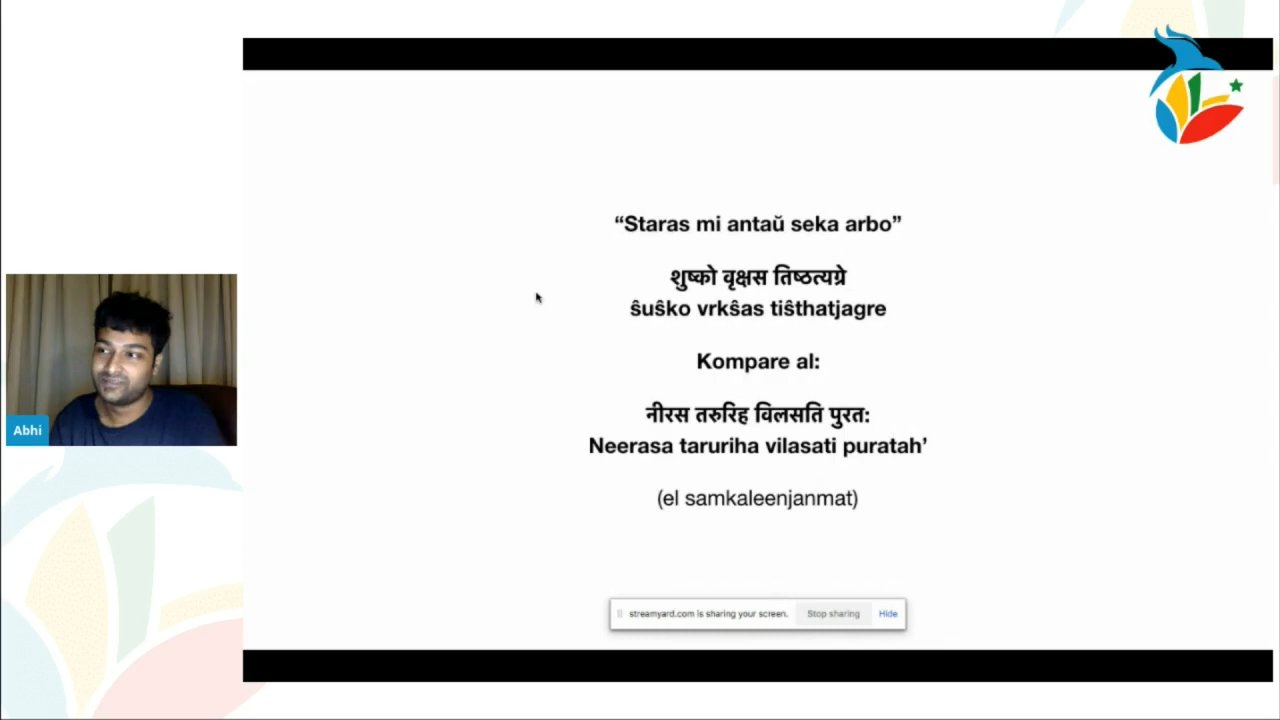 “Staras mi antaŭ seka arbo”
शुष्को वृक्षस तिष्ठत्यग्रे
ŝuŝko vrkŝas tiŝthatjagre
Kompare al:
नीरस तरुरिह विलसति पुरत:
Neerasa taruriha vilasati puratah’
(el samkaleenjanmat)
Abhi
streamyard.com is sharing your screen. Stop sharing Hide